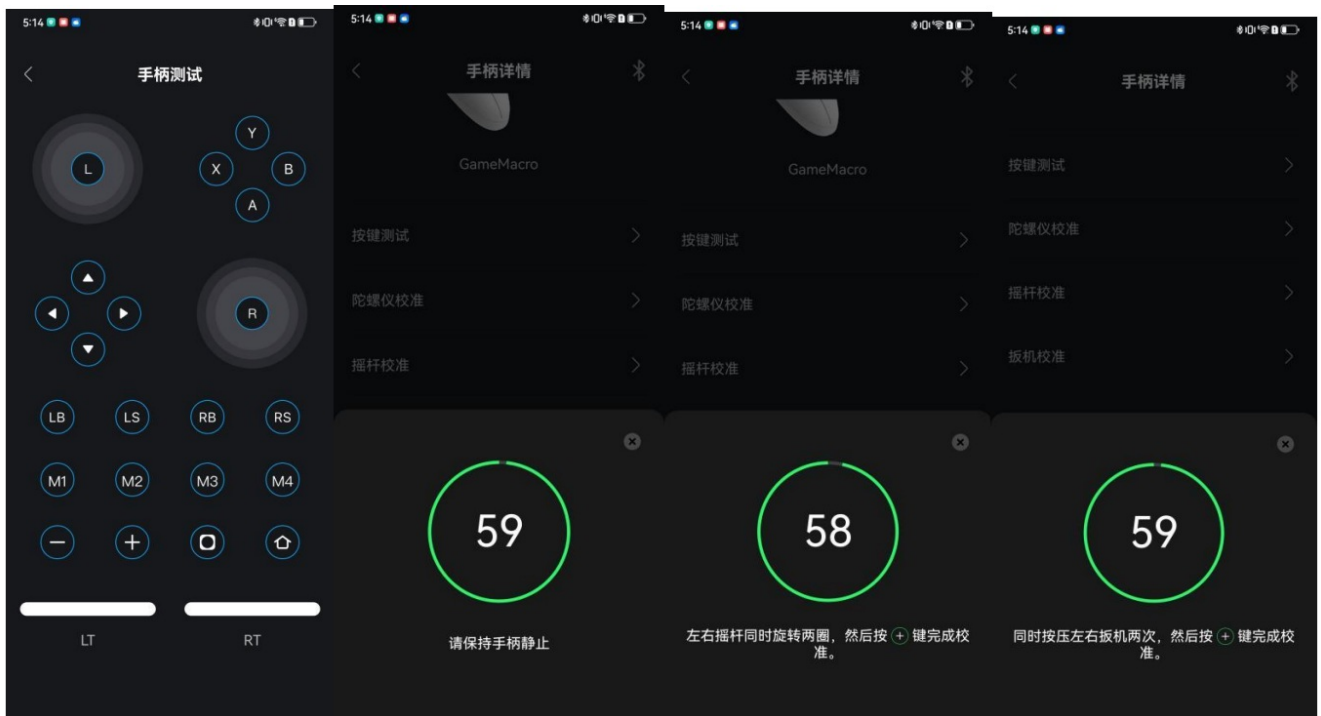 5:14
手柄测试
L
Y
X
B
A
R
LB
LS
RB
RS
M1
M2
M3
M4
LT
RT
5:14
手柄详情
GameMacro
按键测试
陀螺仪校准
摇杆校准
59
请保持手柄静止
5:14
手柄详情
GameMacro
按键测试
陀螺仪校准
摇杆校准
58
左右摇杆同时旋转两圈，然后按 + 键完成校
准。
5:14
手柄详情
按键测试
陀螺仪校准
摇杆校准
扳机校准
59
同时按压左右扳机两次，然后按 + 键完成校
准。